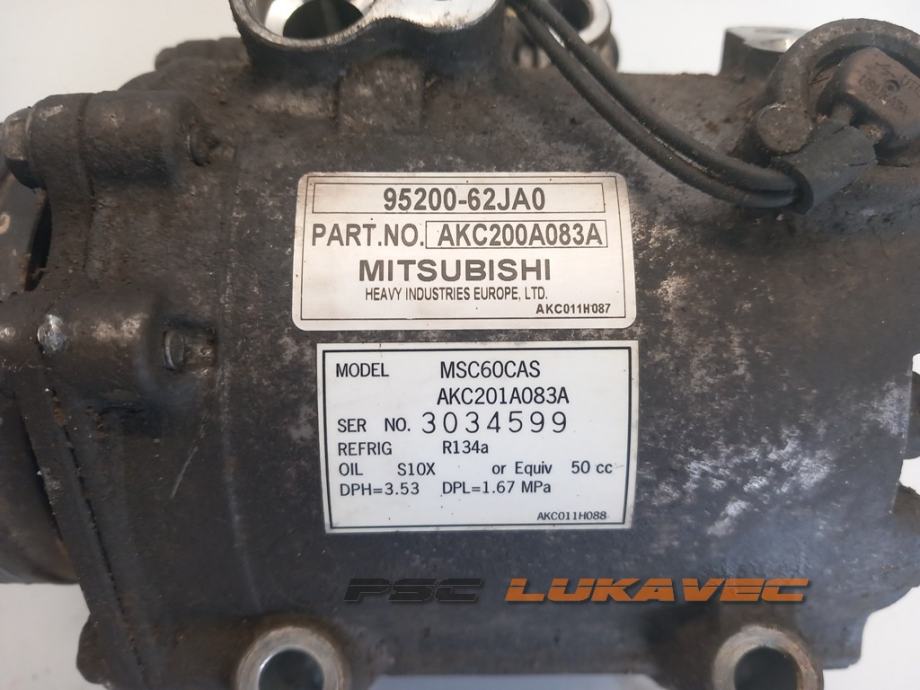 95200-62JA0
PART.NO. AKC200A083A
MITSUBISHI
HEAVY INDUSTRIES EUROPE, LTD.
AKC011H087
MODEL MSC60CAS
AKC201A083A
SER NO. 3034599
REFRIG R134a
OIL S10X or Equiv 50 cc
DPH=3.53 DPL=1.67 MPa
AKC011H088
PSC LUKAVEC